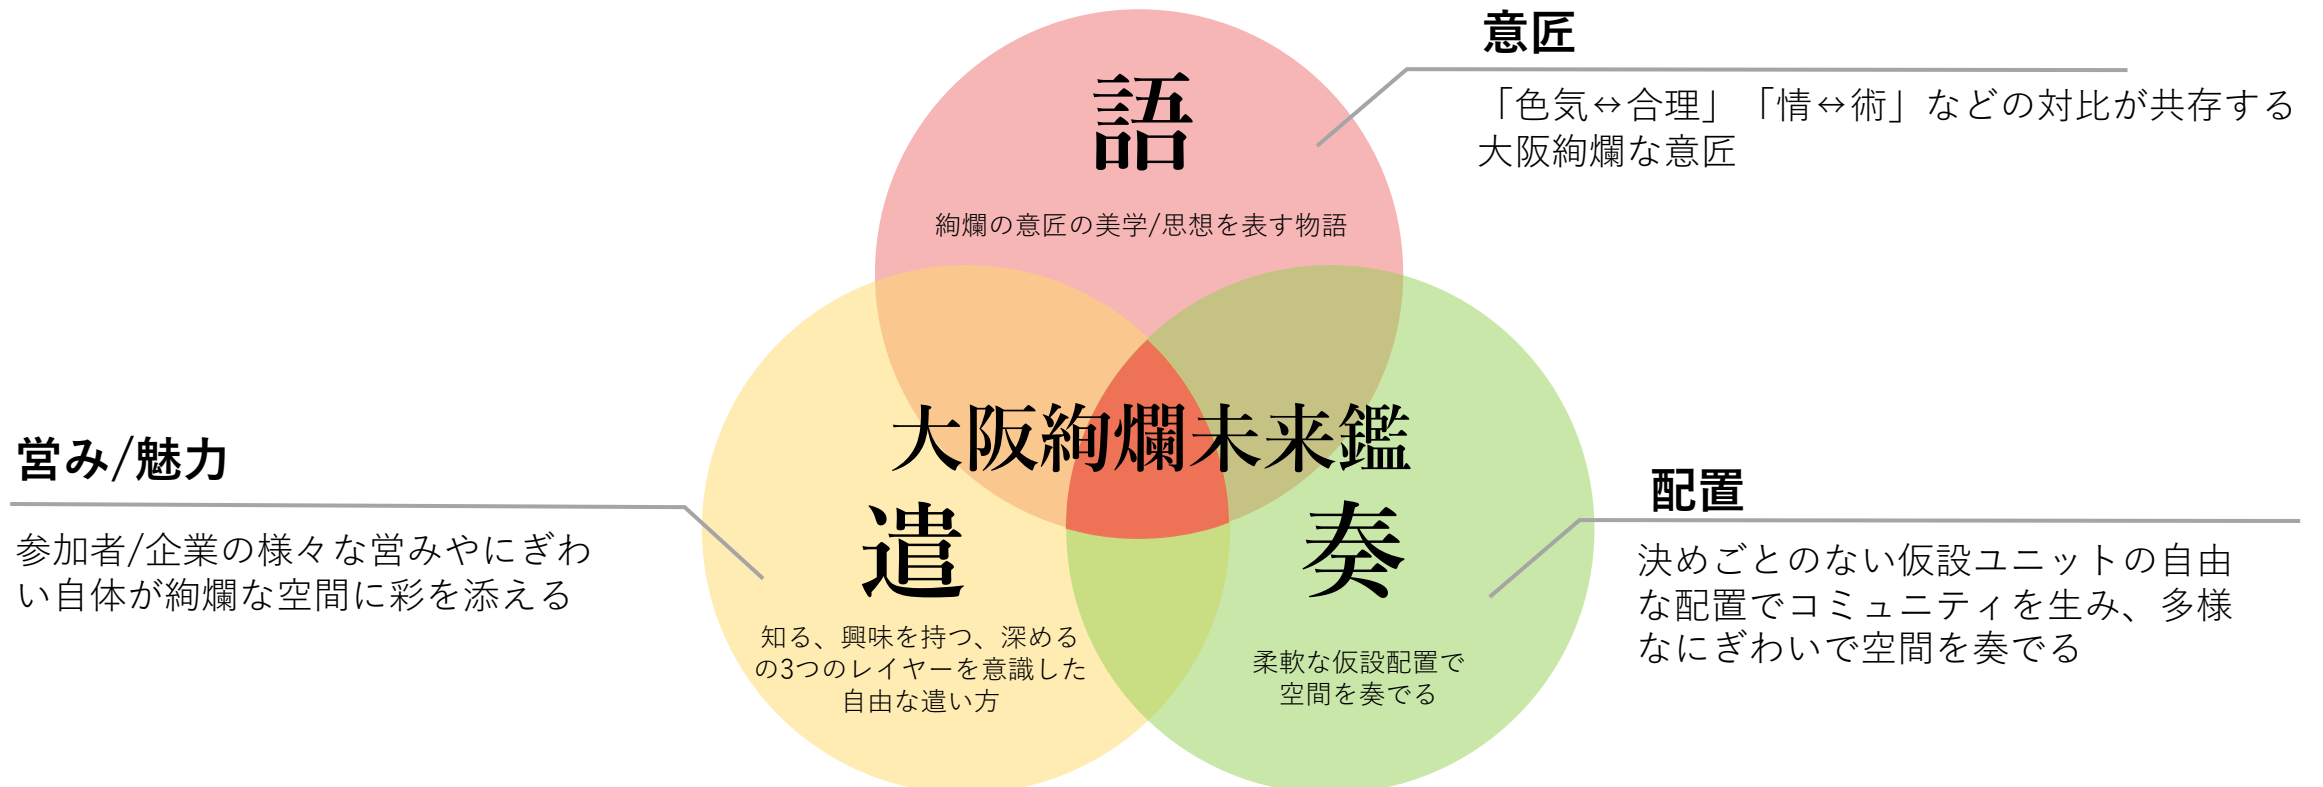 意匠
「色気↔合理」「情↔術」などの対比が共存する
大阪絢爛な意匠
語
絢爛の意匠の美学/思想を表す物語
大阪絢爛未来鑑
営み/魅力
参加者/企業の様々な営みやにぎわ
い自体が絢爛な空間に彩を添える
遣
知る、興味を持つ、深める
の3つのレイヤーを意識した
自由な遣い方
奏
柔軟な仮設配置で
空間を奏でる
配置
決めごとのない仮設ユニットの自由
な配置でコミュニティを生み、多様
なにぎわいで空間を奏でる